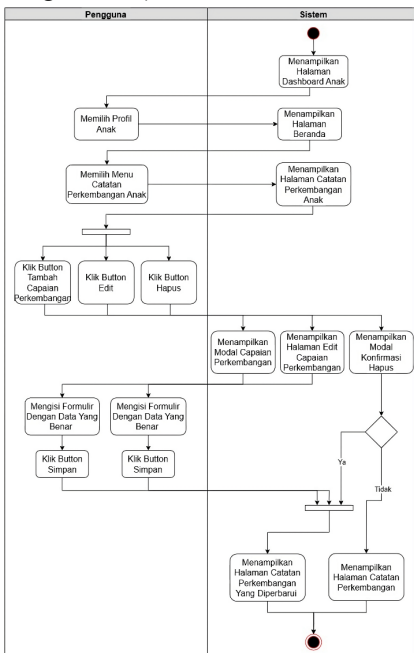 Pengguna
Sistem
Menampilkan
Halaman
Dashboard Anak
Memilih Profil
Anak
Menampilkan
Halaman
Beranda
Memilih Menu
Catatan
Perkembangan Anak
Menampilkan
Halaman Catatan
Perkembangan
Anak
Klik Button
Tambah
Capaian
Perkembangan
Klik Button
Edit
Klik Button
Hapus
Menampilkan
Modal Capaian
Perkembangan
Menampilkan
Halaman Edit
Capaian
Perkembangan
Menampilkan
Modal
Konfirmasi
Hapus
Mengisi Formulir
Dengan Data Yang
Benar
Mengisi Formulir
Dengan Data Yang
Benar
Klik Button
Simpan
Klik Button
Simpan
Ya
Tidak
Menampilkan
Halaman Catatan
Perkembangan
Yang Diperbarui
Menampilkan
Halaman Catatan
Perkembangan